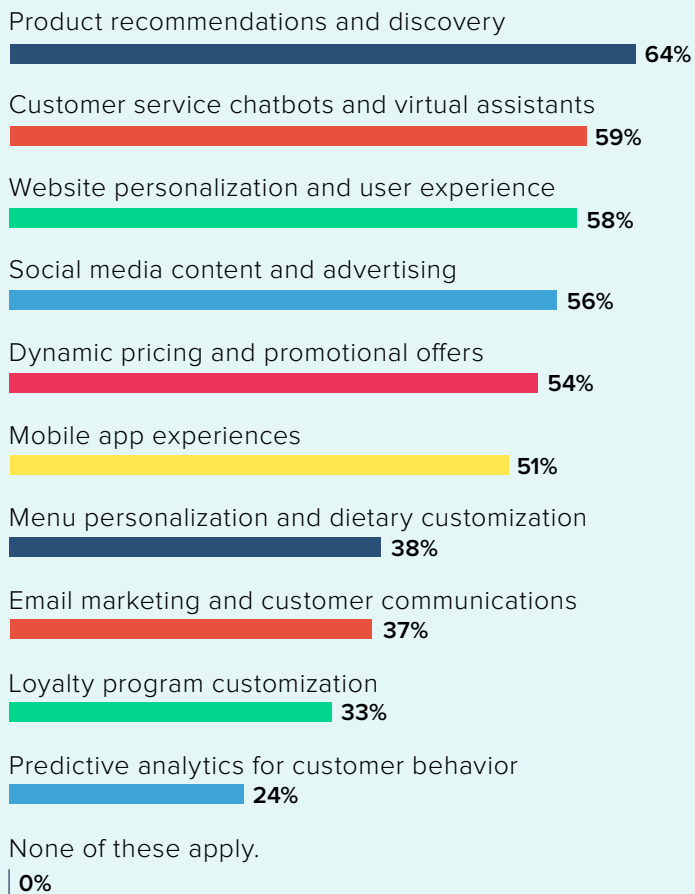 Product recommendations and discovery
64%
Customer service chatbots and virtual assistants
59%
Website personalization and user experience
58%
Social media content and advertising
56%
Dynamic pricing and promotional offers
54%
Mobile app experiences
51%
Menu personalization and dietary customization
38%
Email marketing and customer communications
37%
Loyalty program customization
33%
Predictive analytics for customer behavior
24%
None of these apply.
0%